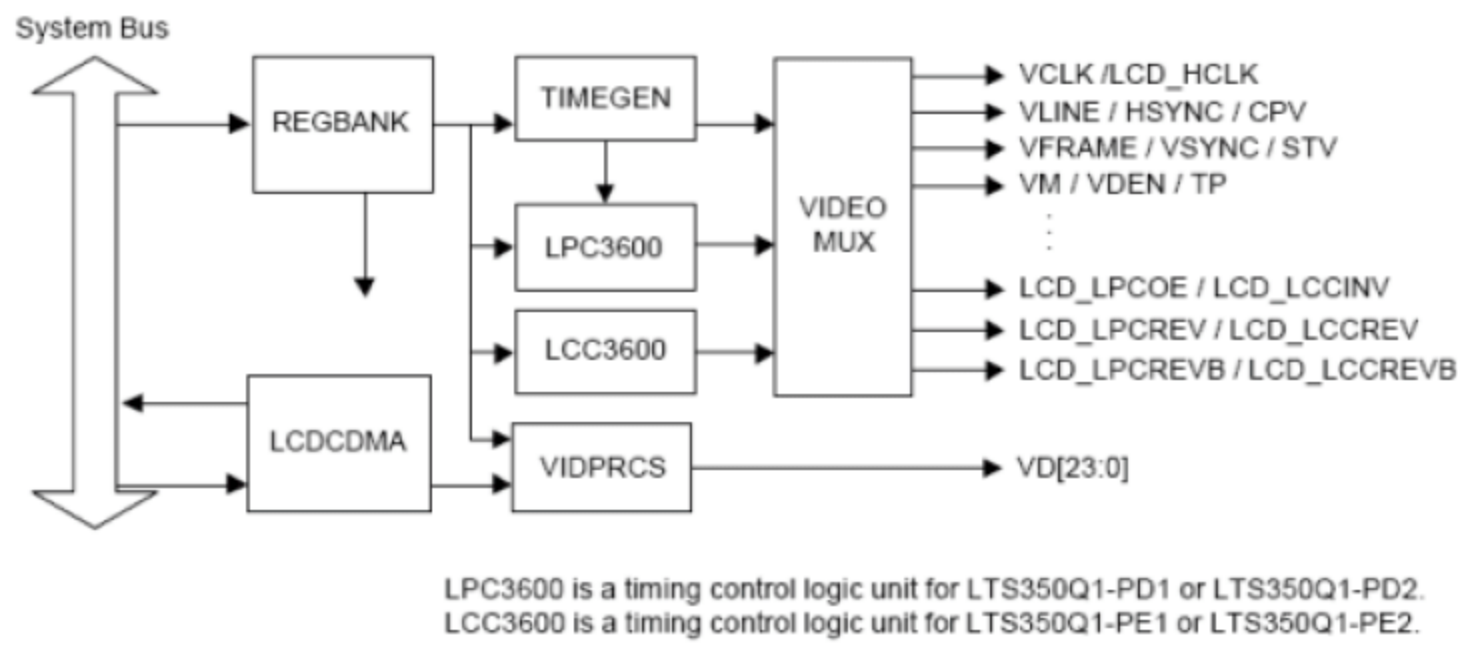 System Bus
REGBANK
TIMEGEN
LPC3600
LCC3600
LCDCDMA
VIDPRCS
VIDEO
MUX
VCLK /LCD_HCLK
VLINE / HSYNC / CPV
VFRAME / VSYNC / STV
VM / VDEN / TP
LCD_LPCOE / LCD_LCCINV
LCD_LPCREV / LCD_LCCREV
LCD_LPCREVB / LCD_LCCREVB
VD[23:0]
LPC3600 is a timing control logic unit for LTS350Q1-PD1 or LTS350Q1-PD2.
LCC3600 is a timing control logic unit for LTS350Q1-PE1 or LTS350Q1-PE2.